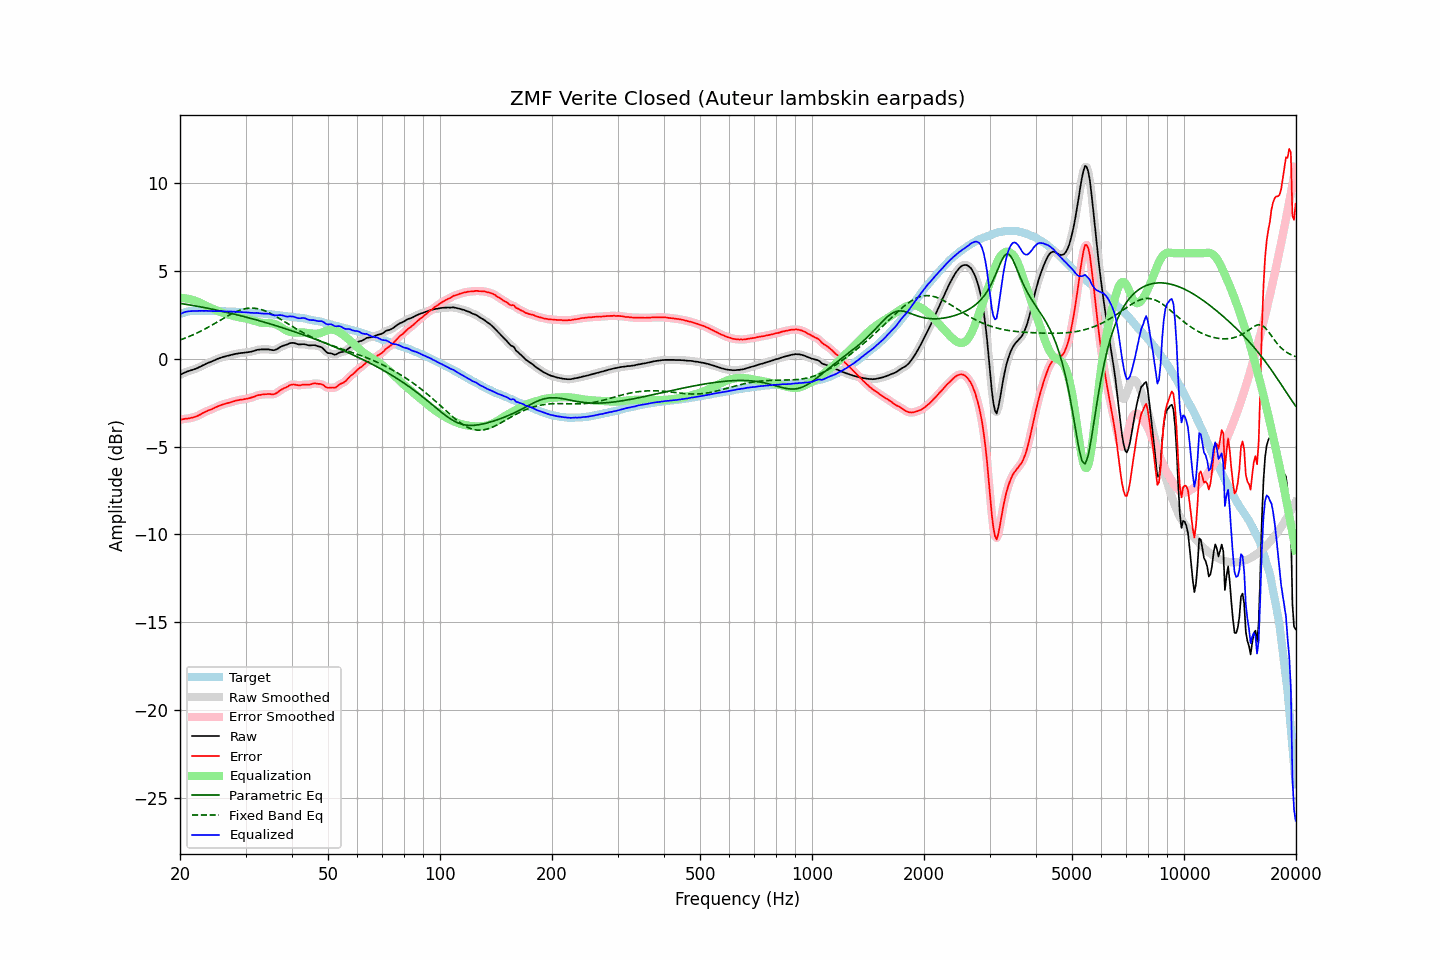 ZMF Verite Closed (Auteur lambskin earpads)
Amplitude (dBr)
10
5
0
−5
−10
−15
−20
−25
Target
Raw Smoothed
Error Smoothed
Raw
Error
Equalization
Parametric Eq
Fixed Band Eq
Equalized
20 50 100 200 500 1000 2000 5000 10000 20000
Frequency (Hz)